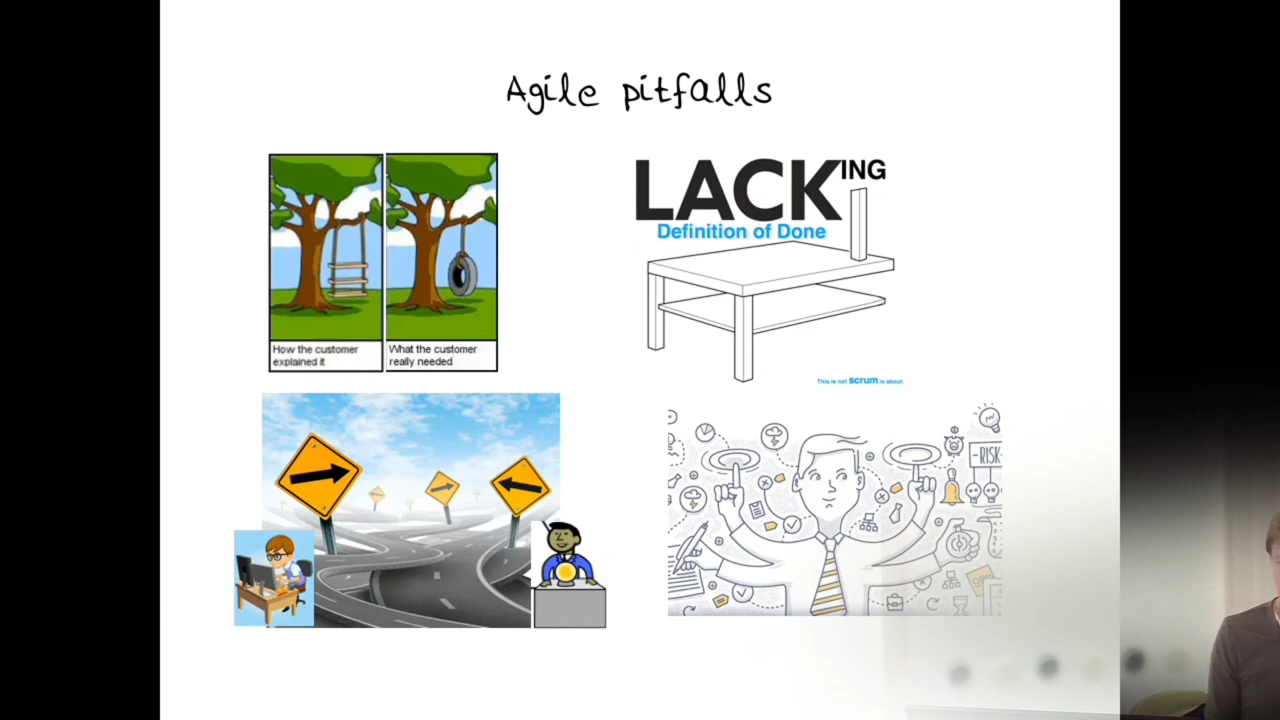 Agile pitfalls
How the customer
explained it
What the customer
really needed
LACKING
Definition of Done
This is not scrum is about
-RISK-